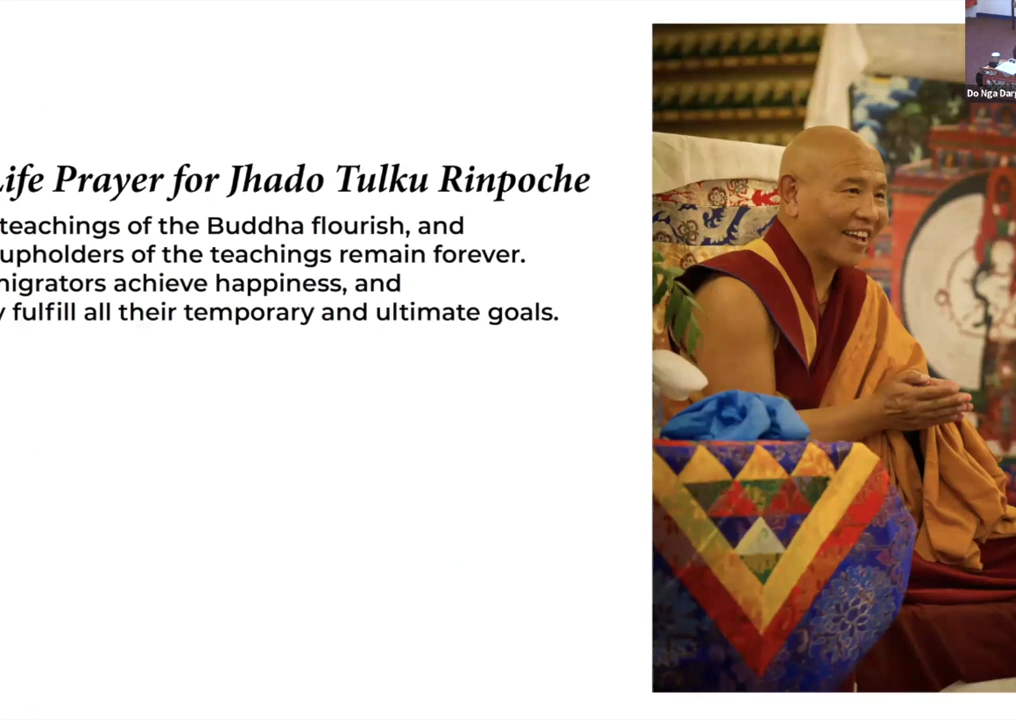 Life Prayer for Jhado Tulku Rinpoche
teachings of the Buddha flourish, and
upholders of the teachings remain forever.
migrators achieve happiness, and
fulfill all their temporary and ultimate goals.
Do Nga Darg